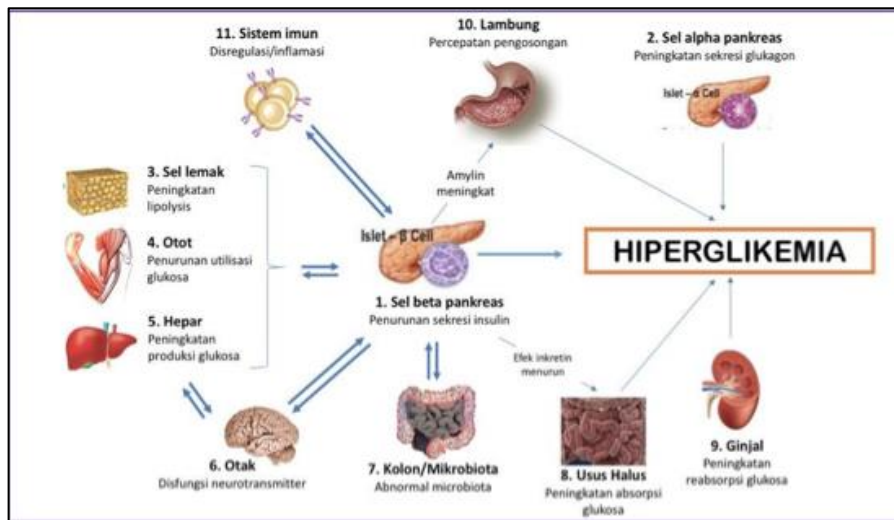 11. Sistem imun
Disregulasi/inflamasi
10. Lambung
Percepatan pengosongan
2. Sel alpha pankreas
Peningkatan sekresi glukagon
Islet – α Cell
3. Sel lemak
Peningkatan
lipolysis
4. Otot
Penurunan utilisasi
glukosa
5. Hepar
Peningkatan
produksi glukosa
Amylin
meningkat
Islet – β Cell
1. Sel beta pankreas
Penurunan sekresi insulin
HIPERGLIKEMIA
Efek inkretin
menurun
6. Otak
Disfungsi neurotransmitter
7. Kolon/Mikrobiota
Abnormal microbiota
8. Usus Halus
Peningkatan absorpsi
glukosa
9. Ginjal
Peningkatan
reabsorpsi glukosa